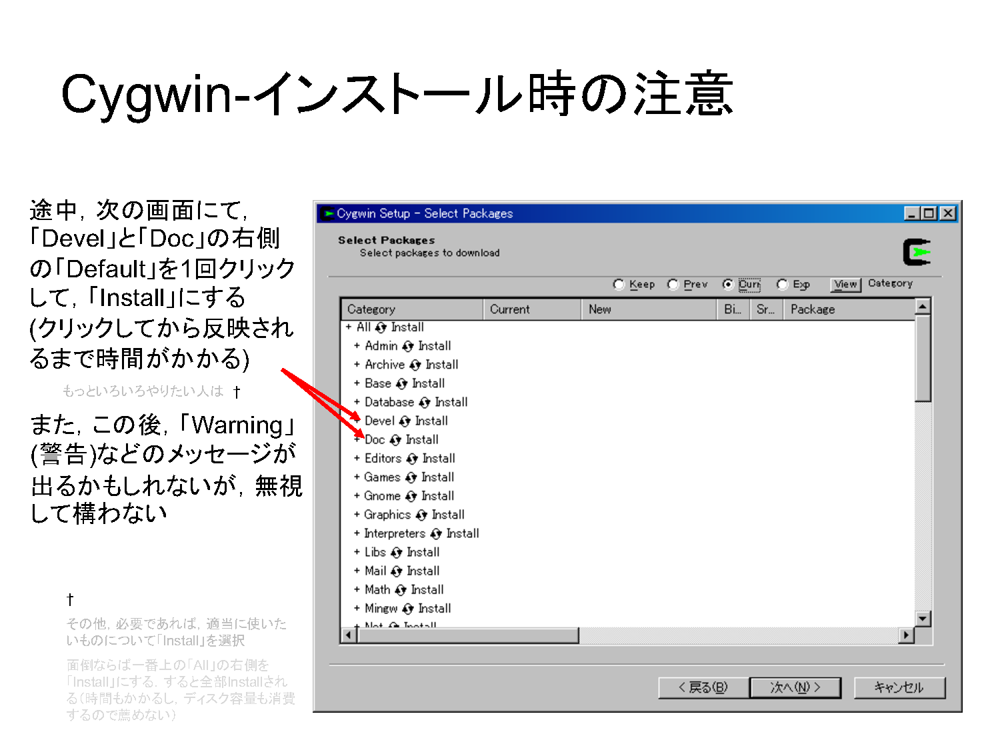 Cygwin-インストール時の注意
途中，次の画面にて，
「Devel」と「Doc」の右側
の「Default」を1回クリック
して，「Install」にする
(クリックしてから反映され
るまで時間がかかる)
もっといろいろやりたい人は †
また，この後，「Warning」
(警告)などのメッセージが
出るかもしれないが，無視
して構わない
†
その他，必要であれば，適当に使いた
いものについて「Install」を選択
面倒ならば一番上の「All」の右側を
「Install」にする．すると全部Installされ
る（時間もかかるし，ディスク容量も消費
するので薦めない）
Cygwin Setup - Select Packages
Select Packages
Select packages to download
Keep Prev Curr Exp View Category
Category Current New Bi... Sr... Package
+ All Install
+ Admin Install
+ Archive Install
+ Base Install
+ Database Install
+ Devel Install
+ Doc Install
+ Editors Install
+ Games Install
+ Gnome Install
+ Graphics Install
+ Interpreters Install
+ Libs Install
+ Mail Install
+ Math Install
+ Mingw Install
+ Net Install
< 戻る(B) 次へ(N) > キャンセル